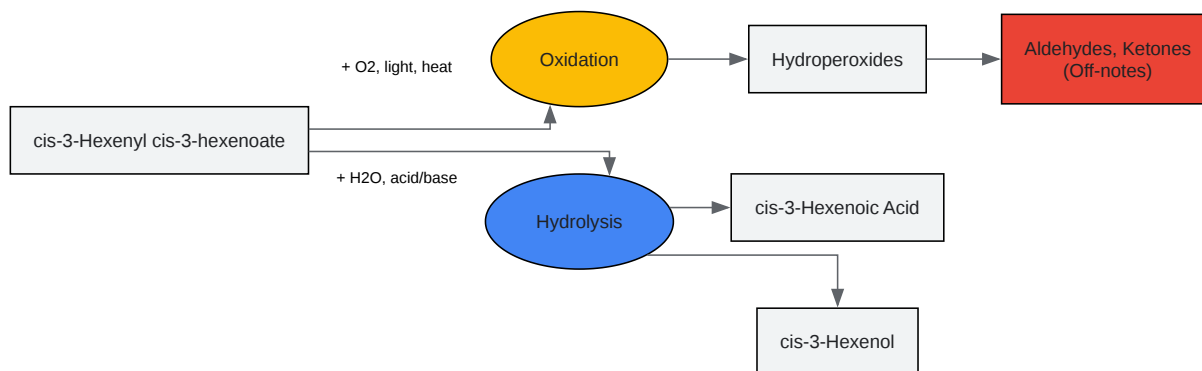 + O2, light, heat
Oxidation
Hydroperoxides
Aldehydes, Ketones
(Off-notes)
cis-3-Hexenyl cis-3-hexenoate
+ H2O, acid/base
Hydrolysis
cis-3-Hexenoic Acid
cis-3-Hexenol